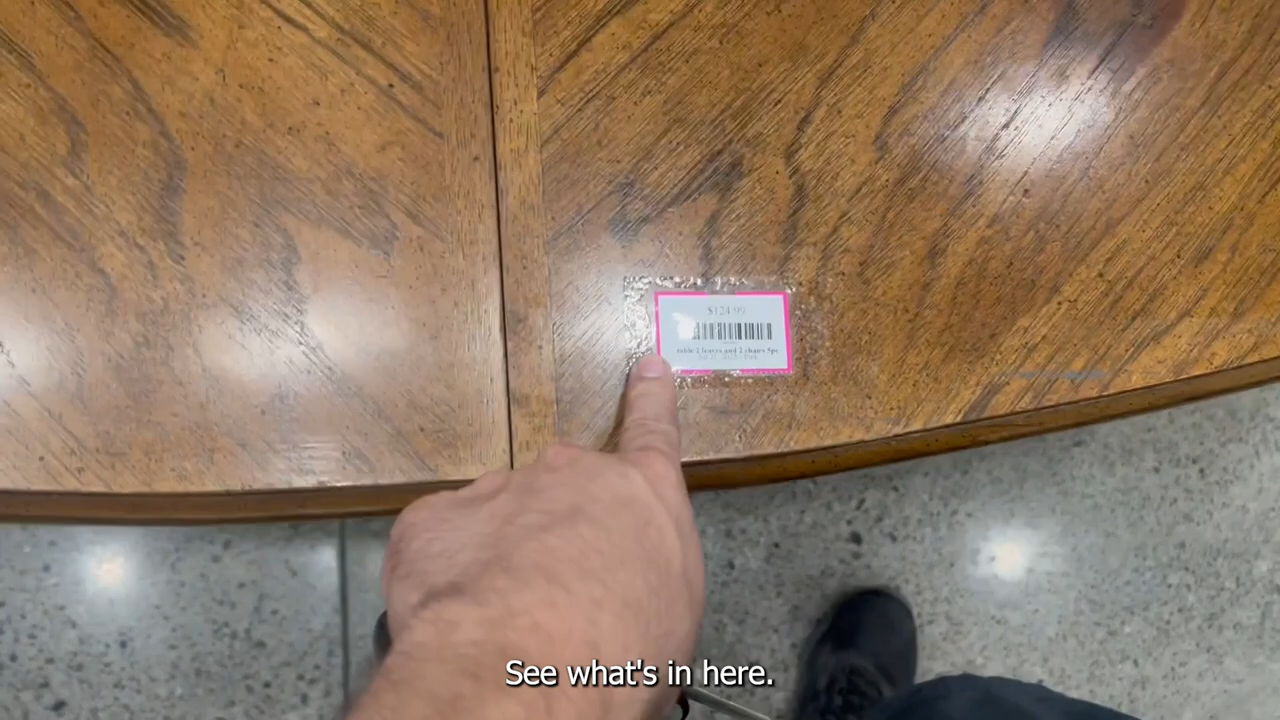 $124.99
table 2 leaves and 2 chairs 5pc
See what's in here.